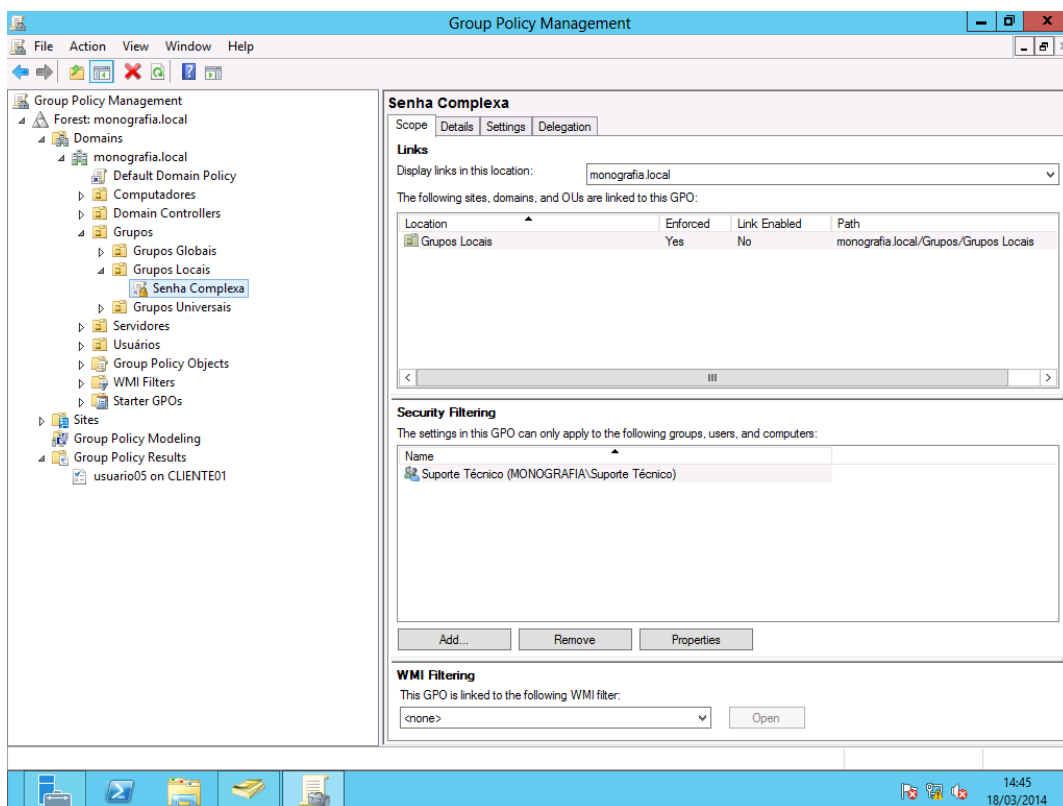 Group Policy Management
File Action View Window Help
Group Policy Management
Forest: monografia.local
Domains
monografia.local
Default Domain Policy
Computadores
Domain Controllers
Grupos
Grupos Globais
Grupos Locais
Senha Complexa
Grupos Universais
Servidores
Usuários
Group Policy Objects
WMI Filters
Starter GPOs
Sites
Group Policy Modeling
Group Policy Results
usuario05 on CLIENTE01
Senha Complexa
Scope Details Settings Delegation
Links
Display links in this location: monografia.local
The following sites, domains, and OUs are linked to this GPO:
Location Enforced Link Enabled Path
Grupos Locais Yes No monografia.local/Grupos/Grupos Locais
Security Filtering
The settings in this GPO can only apply to the following groups, users, and computers:
Name
Suporte Técnico (MONOGRAFIA\Suporte Técnico)
Add... Remove Properties
WMI Filtering
This GPO is linked to the following WMI filter:
<none> Open
14:45
18/03/2014